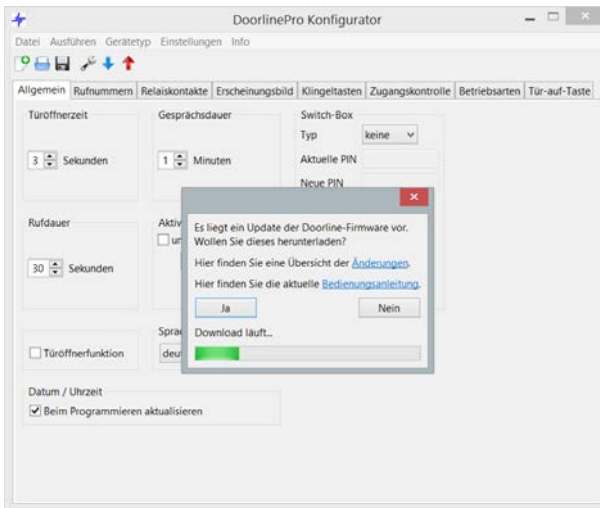 DoorlinePro Konfigurator
Datei Ausführen Gerätetyp Einstellungen Info
Allgemein Rufnummern Relaiskontakte Erscheinungsbild Klingeltasten Zugangskontrolle Betriebsarten Tür-auf-Taste
Türöffnerzeit Gesprächsdauer Switch-Box
Typ keine
3 Sekunden 1 Minuten Aktuelle PIN
Neue PIN
Rufdauer Aktiv
Es liegt ein Update der Doorline-Firmware vor.
Wollen Sie dieses herunterladen?
Hier finden Sie eine Übersicht der Änderungen.
30 Sekunden
Hier finden Sie die aktuelle Bedienungsanleitung.
Ja Nein
Download läuft...
Türöffnerfunktion
Datum / Uhrzeit
Beim Programmieren aktualisieren